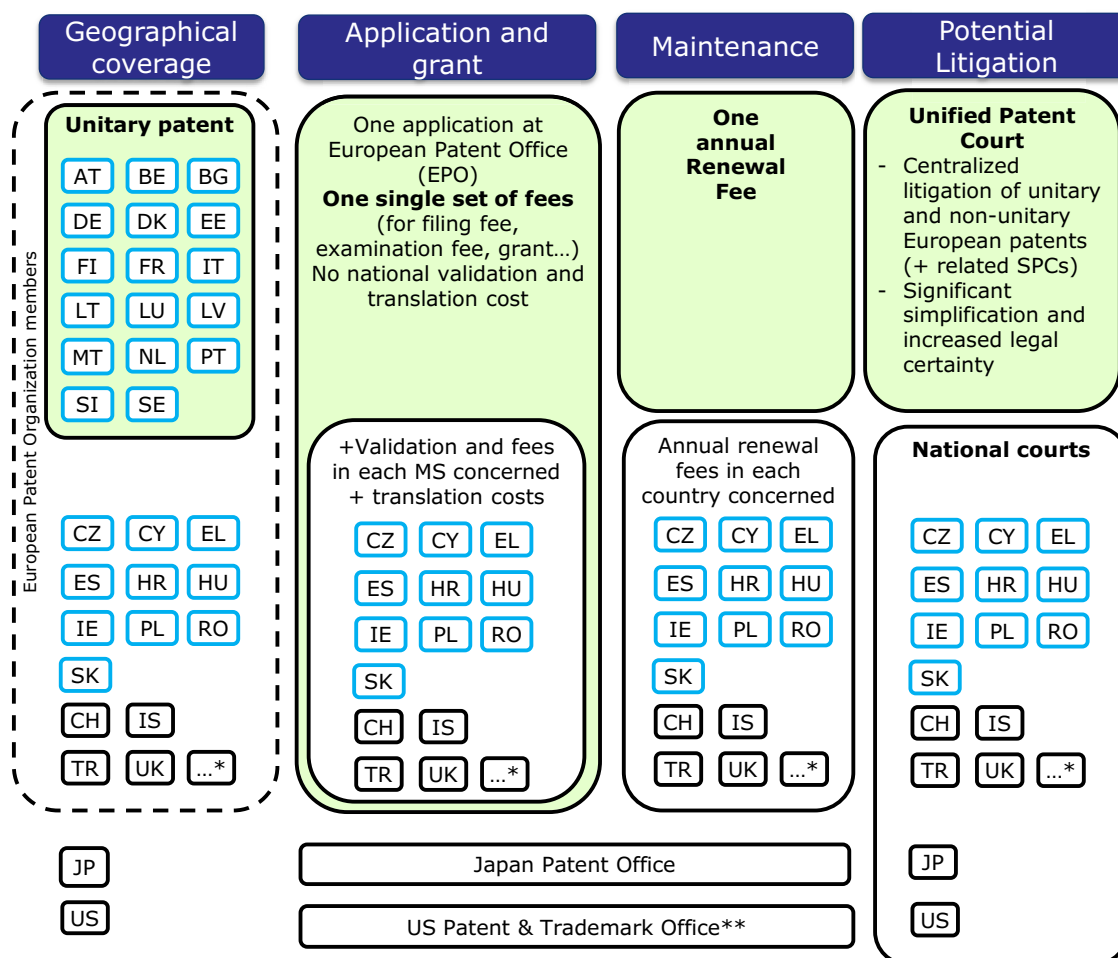 Geographical
coverage
Application and
grant
Maintenance
Potential
Litigation
European Patent Organization members
Unitary patent
AT BE BG
DE DK EE
FI FR IT
LT LU LV
MT NL PT
SI SE
CZ CY EL
ES HR HU
IE PL RO
SK
CH IS
TR UK ...*
JP
US
One application at
European Patent Office
(EPO)
One single set of fees
(for filing fee,
examination fee, grant…)
No national validation and
translation cost
+Validation and fees
in each MS concerned
+ translation costs
CZ CY EL
ES HR HU
IE PL RO
SK
CH IS
TR UK ...*
One
annual
Renewal
Fee
Annual renewal
fees in each
country concerned
CZ CY EL
ES HR HU
IE PL RO
SK
CH IS
TR UK ...*
Japan Patent Office
US Patent & Trademark Office**
Unified Patent
Court
- Centralized
litigation of unitary
and non-unitary
European patents
(+ related SPCs)
- Significant
simplification and
increased legal
certainty
National courts
CZ CY EL
ES HR HU
IE PL RO
SK
CH IS
TR UK ...*
JP
US